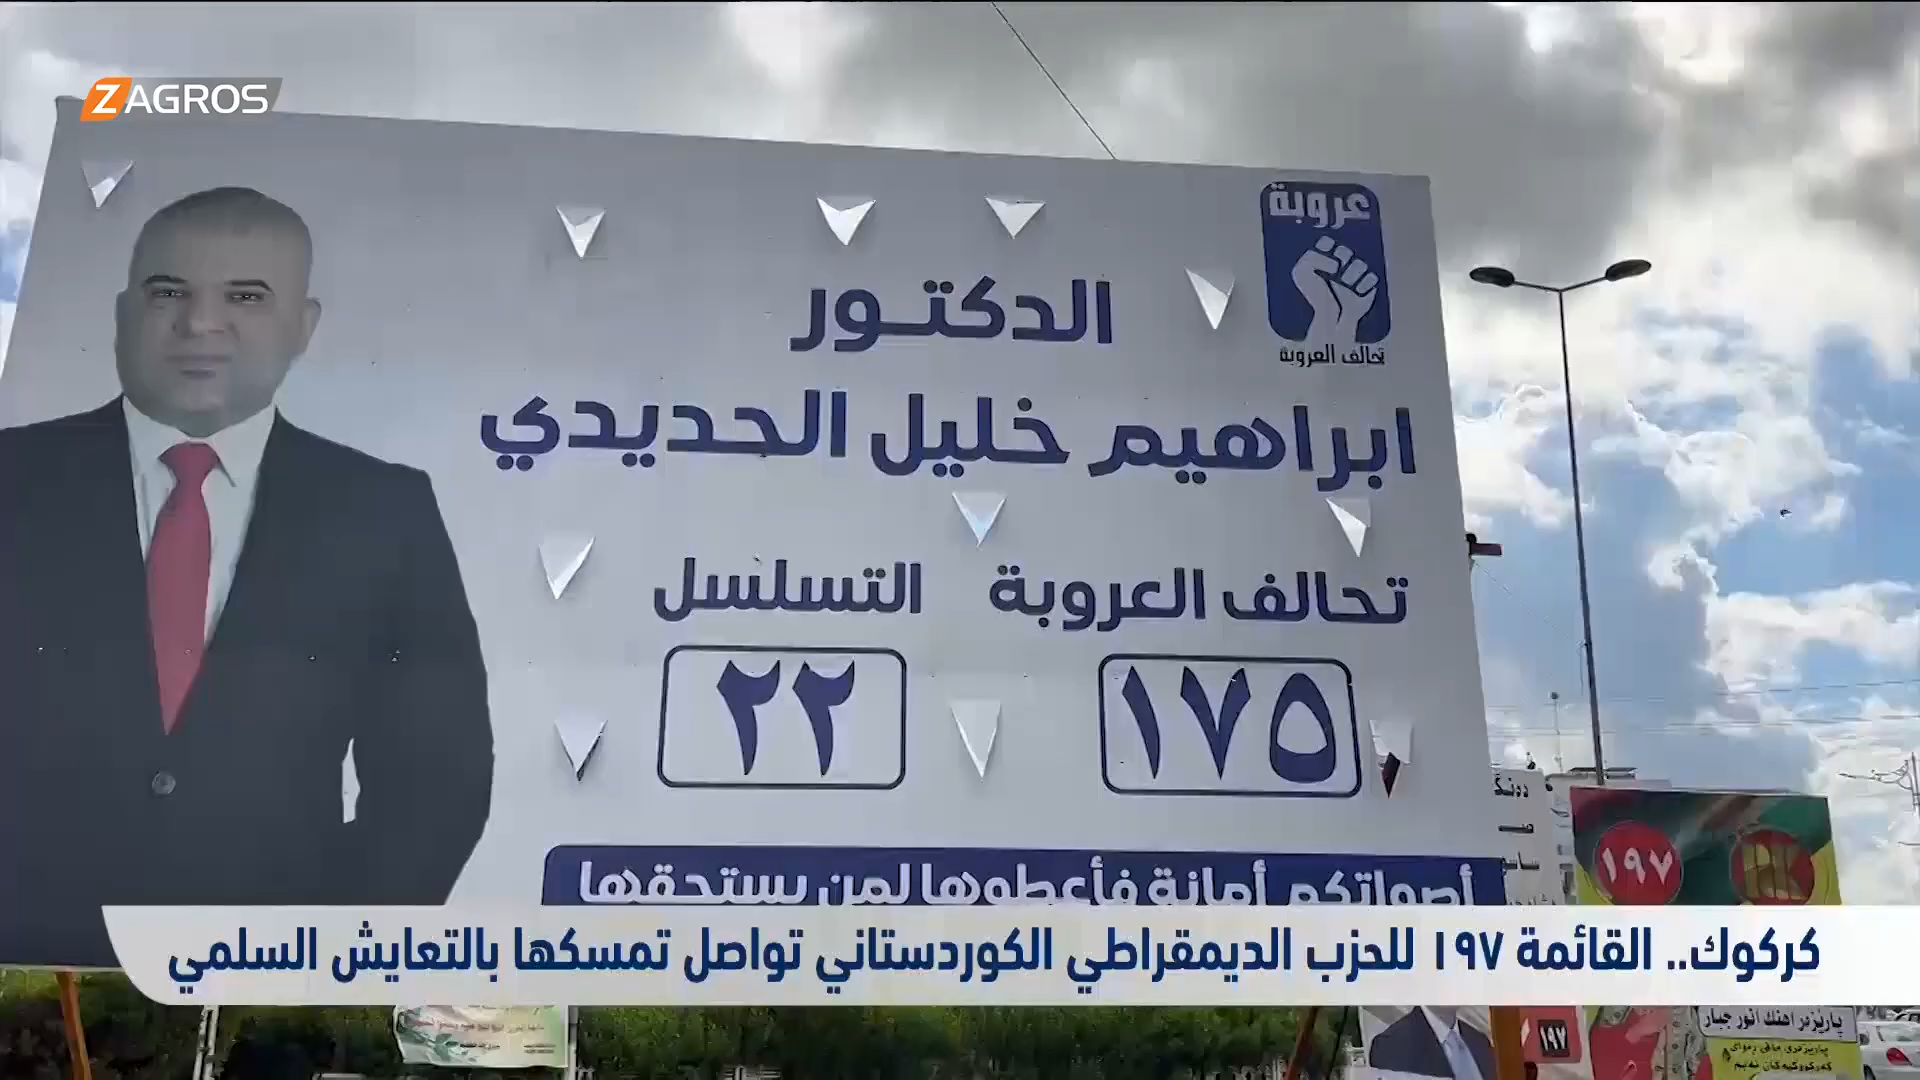 ZAGROS
عروبة
تحالف العروبة
الدكتور
ابراهيم خليل الحديدي
تحالف العروبة
١٧٥
التسلسل
٢٢
أصواتكم أمانة فأعطوها لمن يستحقها
١٩٧
كركوك.. القائمة ١٩٧ للحزب الديمقراطي الكوردستاني تواصل تمسكها بالتعايش السلمي
١٩٧